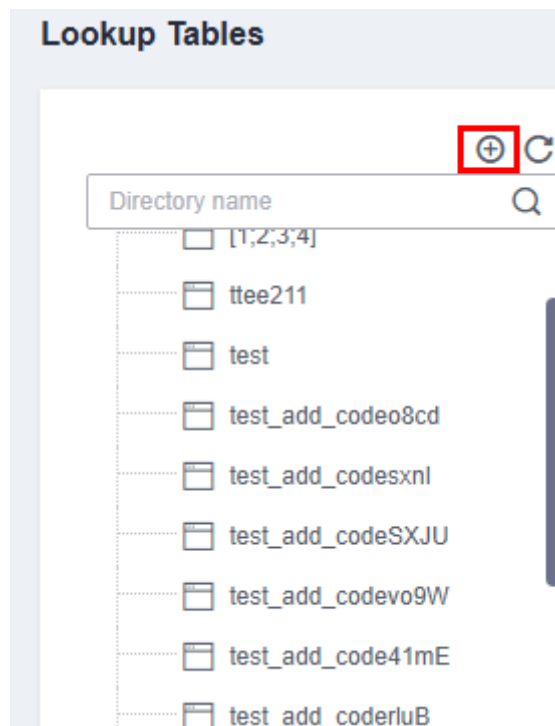 Lookup Tables
Directory name
[1;2;3;4]
ttee211
test
test_add_codeo8cd
test_add_codesxnl
test_add_codeSXJU
test_add_codevo9W
test_add_code41mE
test_add_coderluB